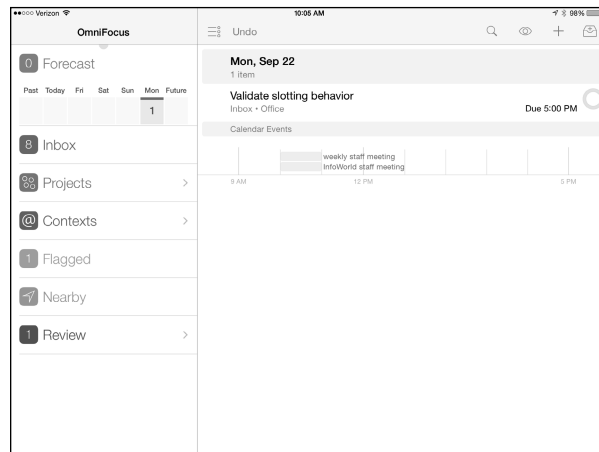 Verizon 10:05 AM 98%
OmniFocus
Undo
0 Forecast
Past Today Fri Sat Sun Mon Future
1
8 Inbox
Projects
@ Contexts
1 Flagged
Nearby
1 Review
Mon, Sep 22
1 item
Validate slotting behavior
Inbox • Office
Due 5:00 PM
Calendar Events
weekly staff meeting
InfoWorld staff meeting
9 AM 12 PM 5 PM